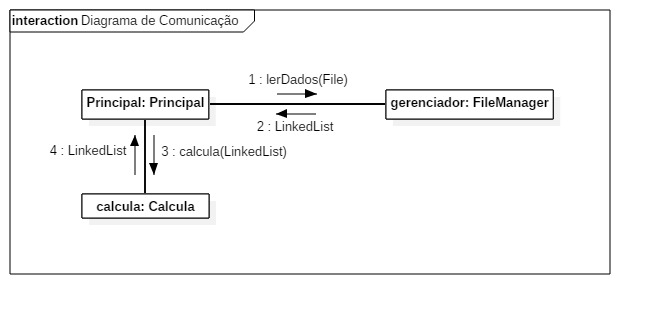 interaction Diagrama de Comunicação
1 : lerDados(File)
Principal: Principal
gerenciador: FileManager
2 : LinkedList
4 : LinkedList
3 : calcula(LinkedList)
calcula: Calcula